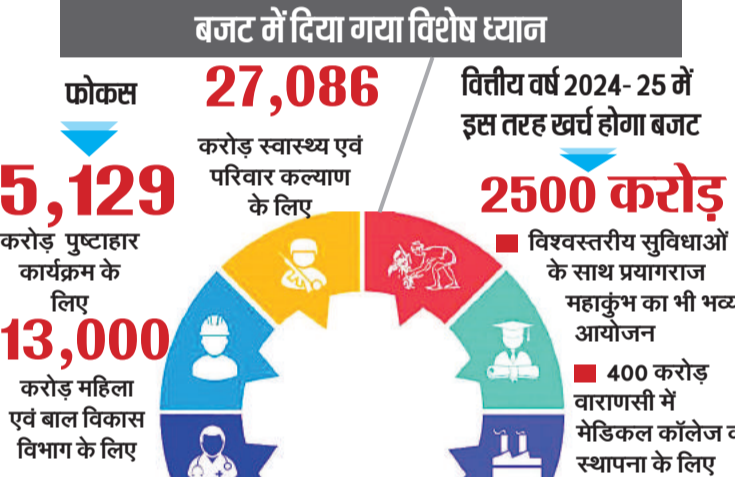 बजट में दिया गया विशेष ध्यान
फोकस
5,129
करोड़ पुष्टाहार
कार्यक्रम के
लिए
13,000
करोड़ महिला
एवं बाल विकास
विभाग के लिए
27,086
करोड़ स्वास्थ्य एवं
परिवार कल्याण
के लिए
वित्तीय वर्ष 2024- 25 में
इस तरह खर्च होगा बजट
2500 करोड़
विश्वस्तरीय सुविधाओं
के साथ प्रयागराज
महाकुंभ का भी भव्य
आयोजन
400 करोड़
वाराणसी में
मेडिकल कॉलेज
स्थापना के लिए